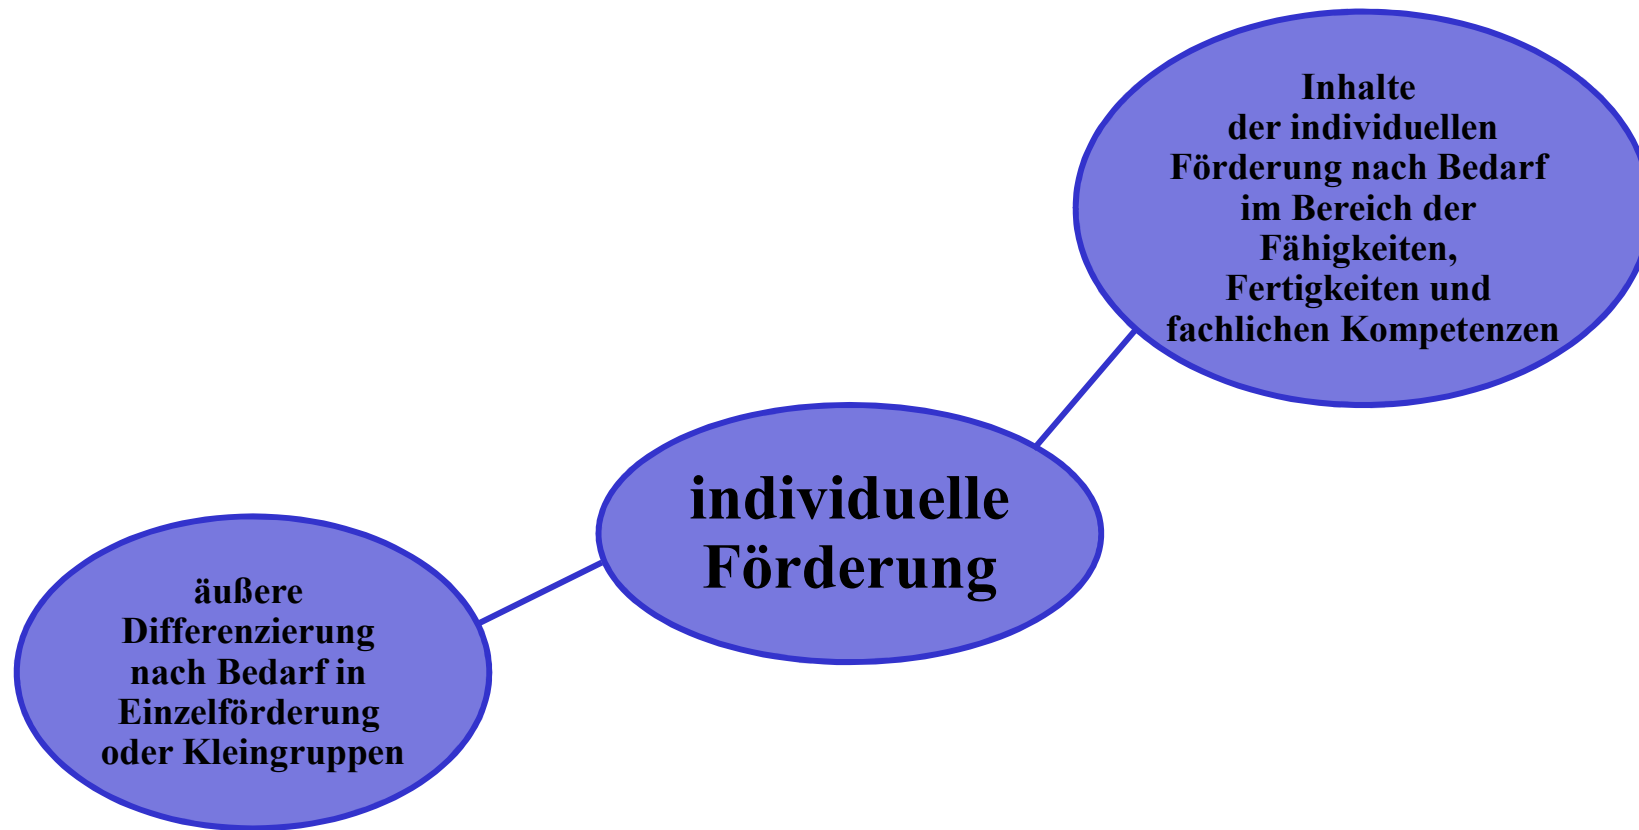 Inhalte
der individuellen
Förderung nach Bedarf
im Bereich der
Fähigkeiten,
Fertigkeiten und
fachlichen Kompetenzen
individuelle
Förderung
äußere
Differenzierung
nach Bedarf in
Einzelförderung
oder Kleingruppen